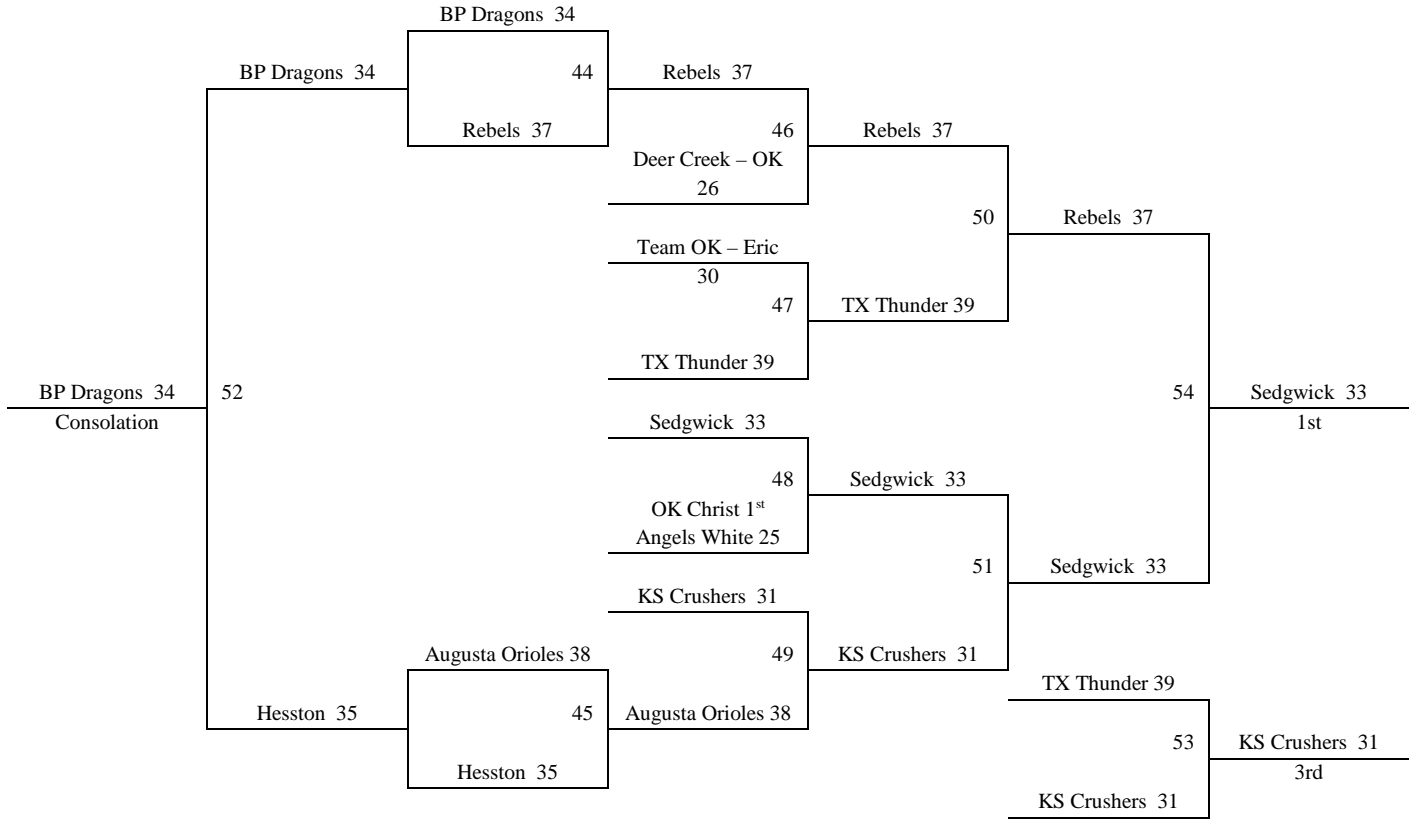 BP Dragons 34
BP Dragons 34
44
Rebels 37
Rebels 37
46
Rebels 37
Deer Creek – OK
26
50
Rebels 37
Team OK – Eric
30
47
TX Thunder 39
TX Thunder 39
BP Dragons 34
52
54
Sedgwick 33
Consolation
1st
Sedgwick 33
48
Sedgwick 33
OK Christ 1st
Angels White 25
51
Sedgwick 33
KS Crushers 31
Augusta Orioles 38
49
KS Crushers 31
TX Thunder 39
Hesston 35
45
Augusta Orioles 38
53
KS Crushers 31
Hesston 35
3rd
KS Crushers 31